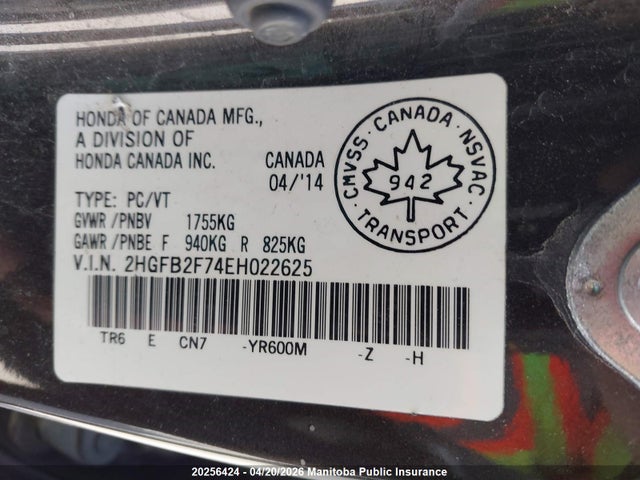 HONDA OF CANADA MFG.,
A DIVISION OF
HONDA CANADA INC.
CANADA
04/'14
CMVSS · CANADA · NSVAC · TRANSPORT ·
942
TYPE: PC/VT
GVWR /PNBV 1755KG
GAWR /PNBE F 940KG R 825KG
V.I.N. 2HGFB2F74EH022625
TR6 E CN7 -YR600M -Z -H
20256424 - 04/20/2026 Manitoba Public Insurance